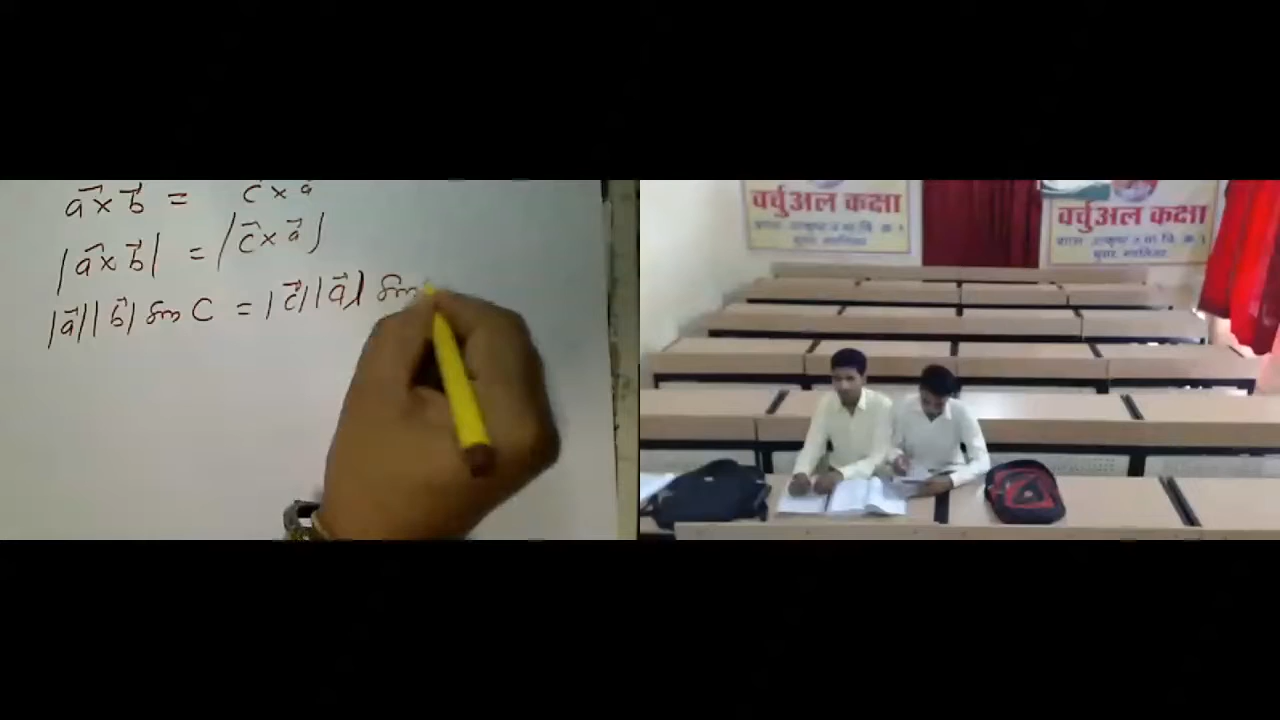 a⃗ × b⃗ = c⃗ × a⃗
|a⃗ × b⃗| = |c⃗ × a⃗|
|a⃗||b⃗| sin C = |c⃗||a⃗| sin
वर्चुअल कक्षा
वर्चुअल कक्षा